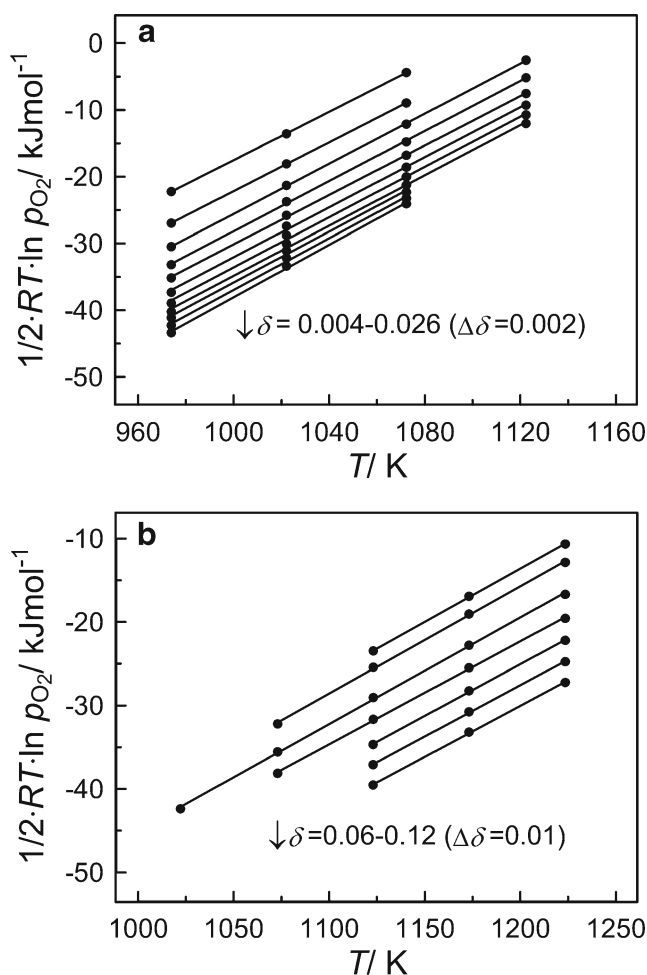 a
0
-10
-20
-30
-40
-50
1/2·RT·ln pO2/ kJmol⁻¹
↓δ = 0.004-0.026 (Δδ=0.002)
960 1000 1040 1080 1120 1160
T/ K
b
-10
-20
-30
-40
-50
1/2·RT·ln pO2/ kJmol⁻¹
↓δ=0.06-0.12 (Δδ=0.01)
1000 1050 1100 1150 1200 1250
T/ K